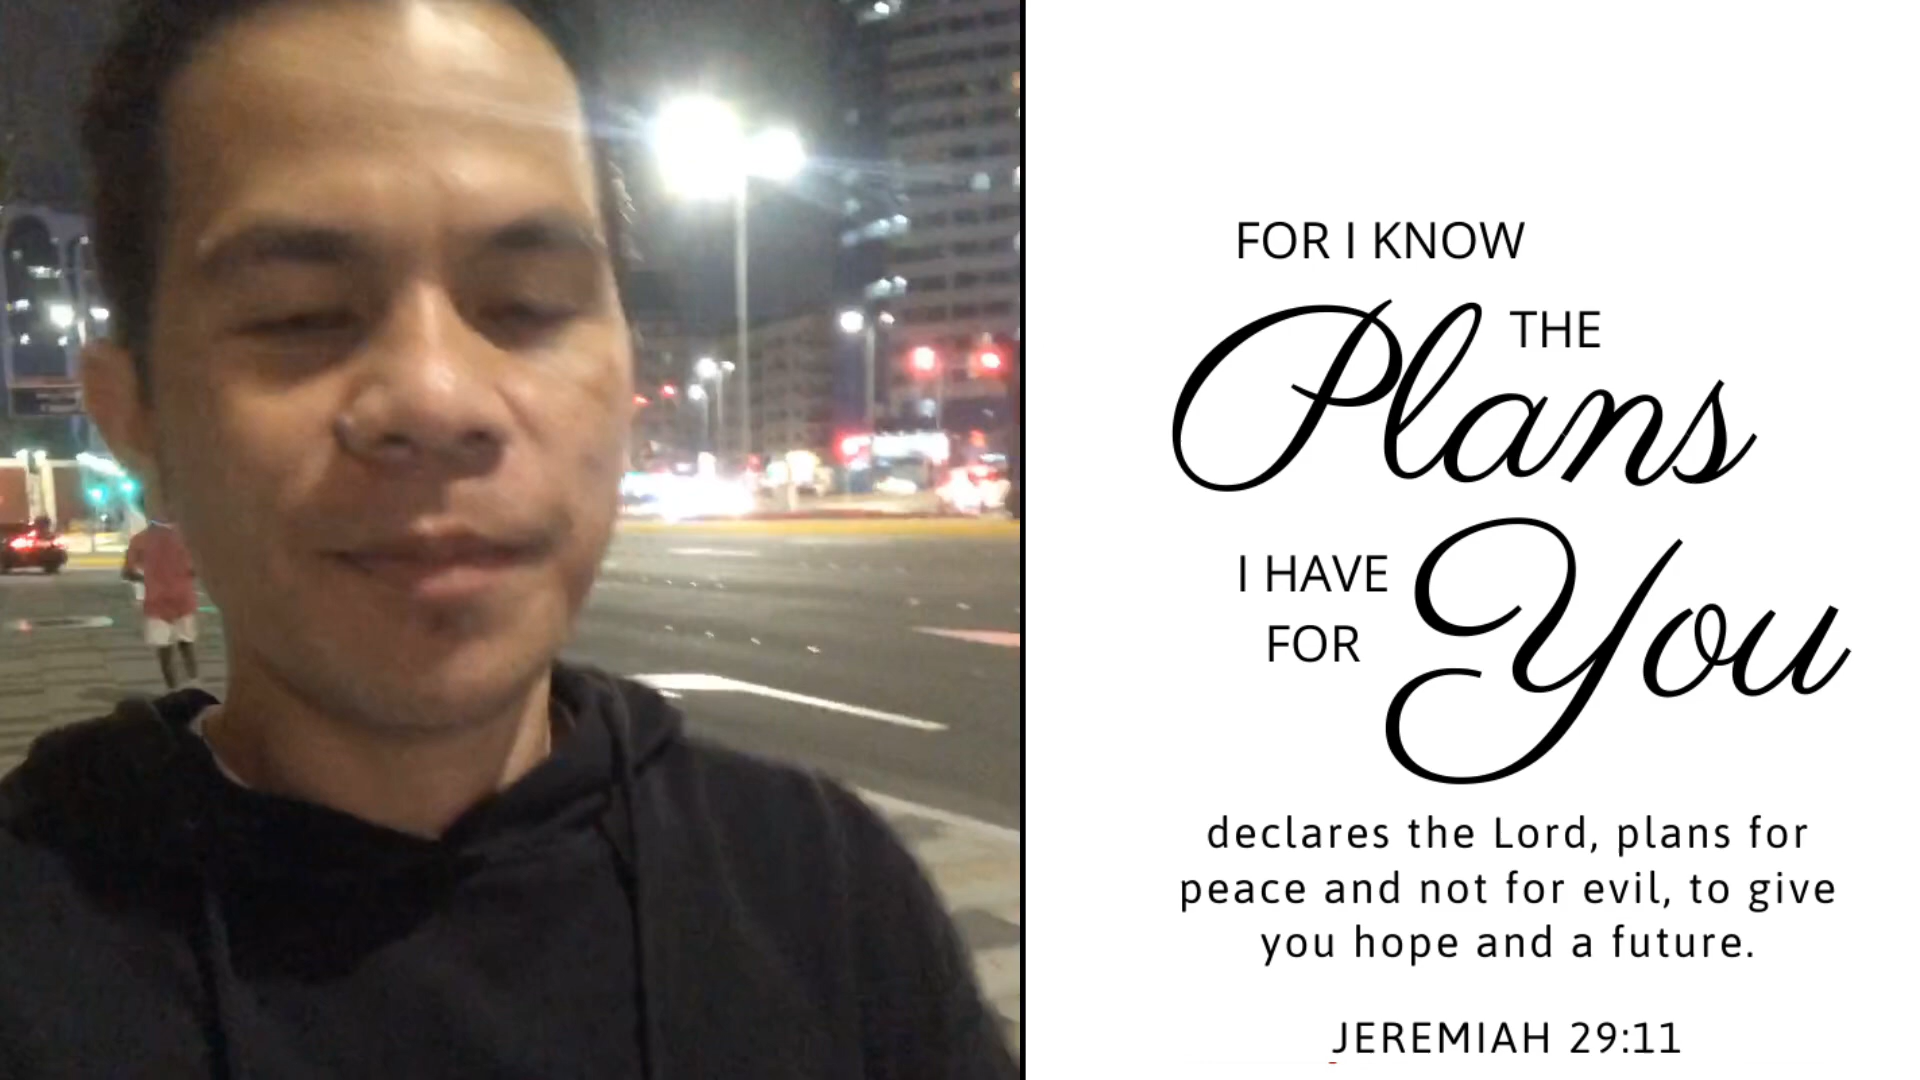 FOR I KNOW
THE
Plans
I HAVE
FOR
You
declares the Lord, plans for
peace and not for evil, to give
you hope and a future.
JEREMIAH 29:11